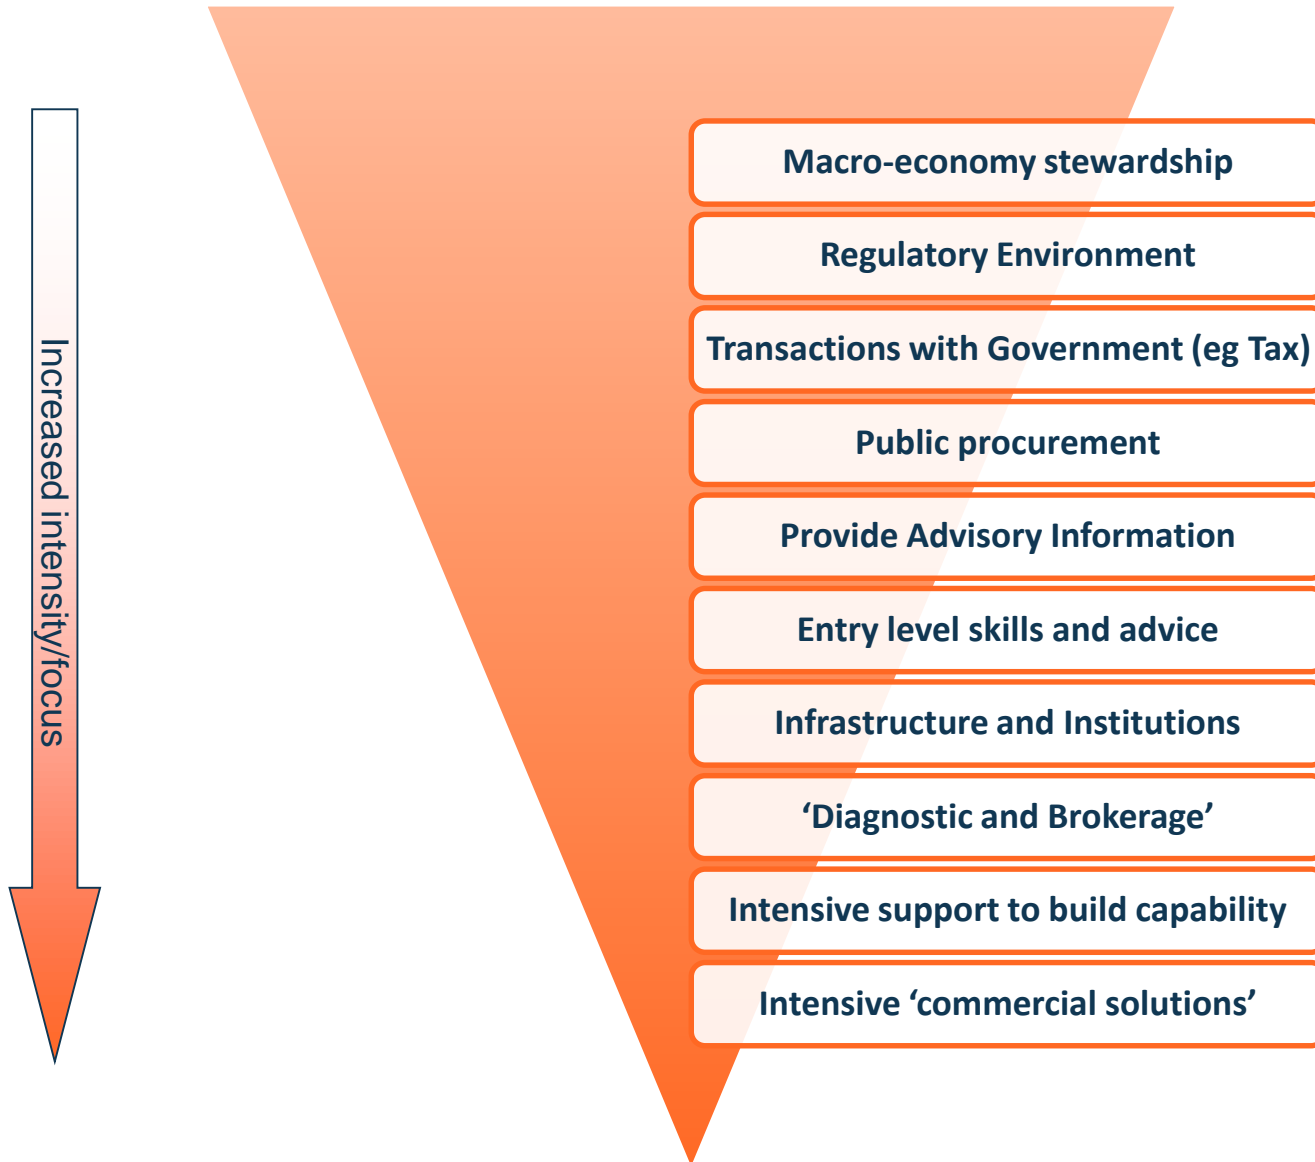 Increased intensity/focus
Macro-economy stewardship
Regulatory Environment
Transactions with Government (eg Tax)
Public procurement
Provide Advisory Information
Entry level skills and advice
Infrastructure and Institutions
‘Diagnostic and Brokerage’
Intensive support to build capability
Intensive ‘commercial solutions’